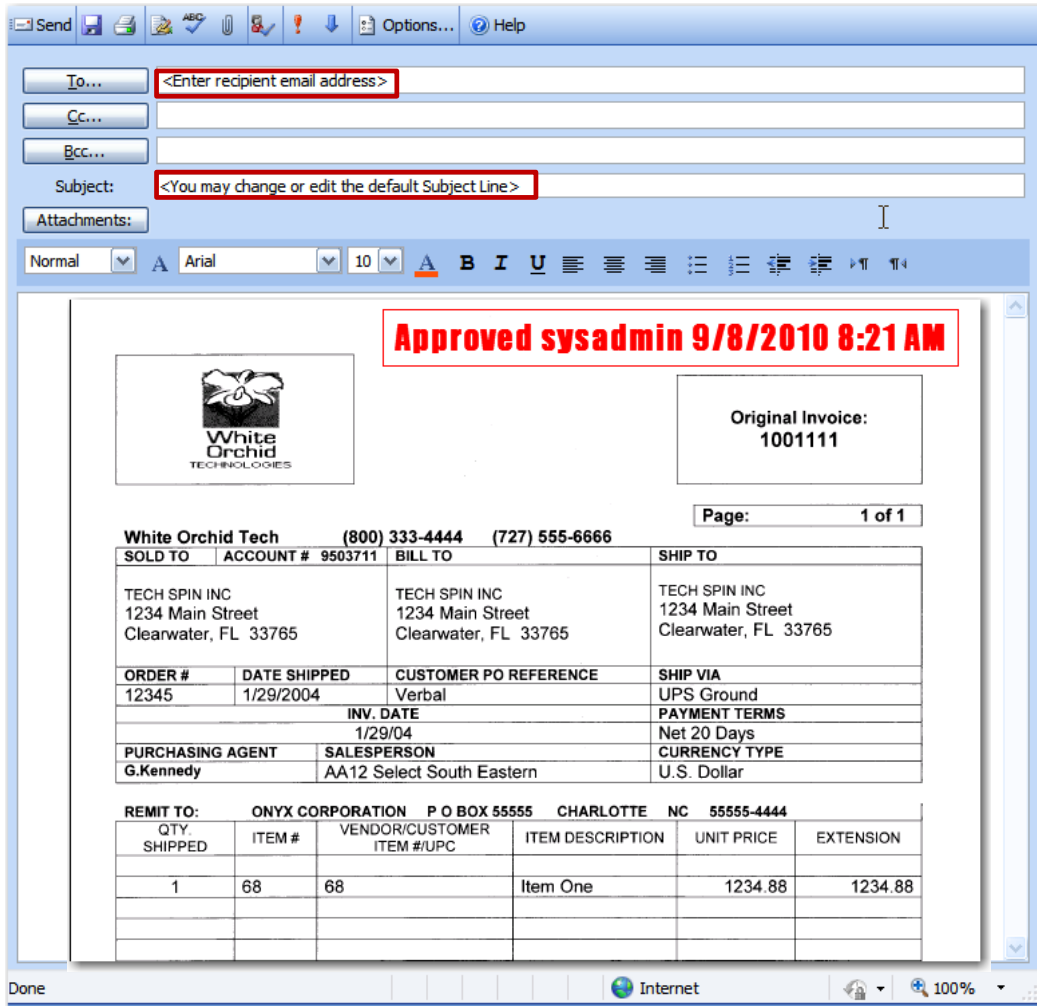 Send Options... Help
To... <Enter recipient email address>
Cc...
Bcc...
Subject: <You may change or edit the default Subject Line>
Attachments:
Normal A Arial 10 A B I U
Approved sysadmin 9/8/2010 8:21 AM
White
Orchid
TECHNOLOGIES
Original Invoice:
1001111
Page: 1 of 1
White Orchid Tech (800) 333-4444 (727) 555-6666
SOLD TO ACCOUNT # 9503711 BILL TO SHIP TO
TECH SPIN INC TECH SPIN INC TECH SPIN INC
1234 Main Street 1234 Main Street 1234 Main Street
Clearwater, FL 33765 Clearwater, FL 33765 Clearwater, FL 33765
ORDER # DATE SHIPPED CUSTOMER PO REFERENCE SHIP VIA
12345 1/29/2004 Verbal UPS Ground
INV. DATE PAYMENT TERMS
1/29/04 Net 20 Days
PURCHASING AGENT SALESPERSON CURRENCY TYPE
G.Kennedy AA12 Select South Eastern U.S. Dollar
REMIT TO: ONYX CORPORATION P O BOX 55555 CHARLOTTE NC 55555-4444
QTY. SHIPPED ITEM # VENDOR/CUSTOMER ITEM #/UPC ITEM DESCRIPTION UNIT PRICE EXTENSION
1 68 68 Item One 1234.88 1234.88
Done Internet 100%